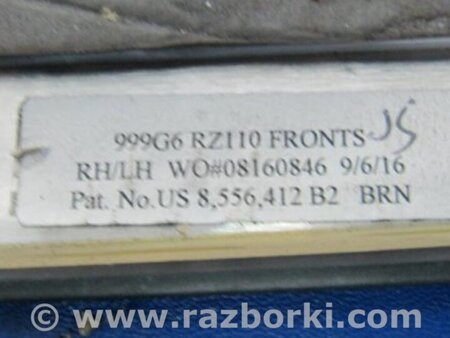 999G6 RZ110 FRONTS JS
RH/LH WO#08160846 9/6/16
Pat. No.US 8,556,412 B2 BRN
www.razborki.com